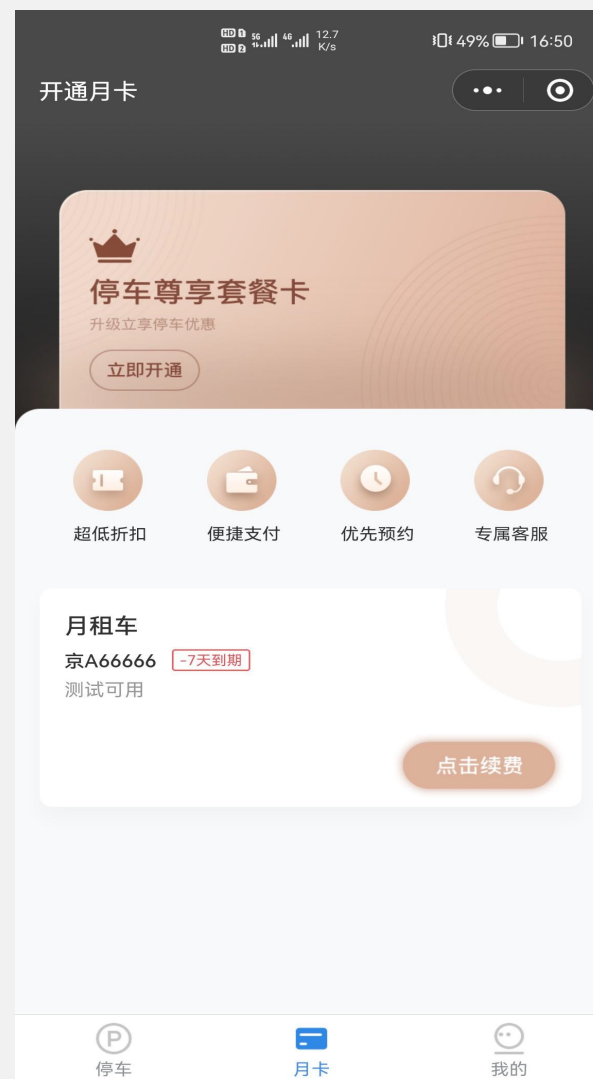 HD 1 5G 4G 12.7
HD 2 K/s
49% 16:50
开通月卡
停车尊享套餐卡
升级立享停车优惠
立即开通
超低折扣 便捷支付 优先预约 专属客服
月租车
京A66666 -7天到期
测试可用
点击续费
P
停车 月卡 我的